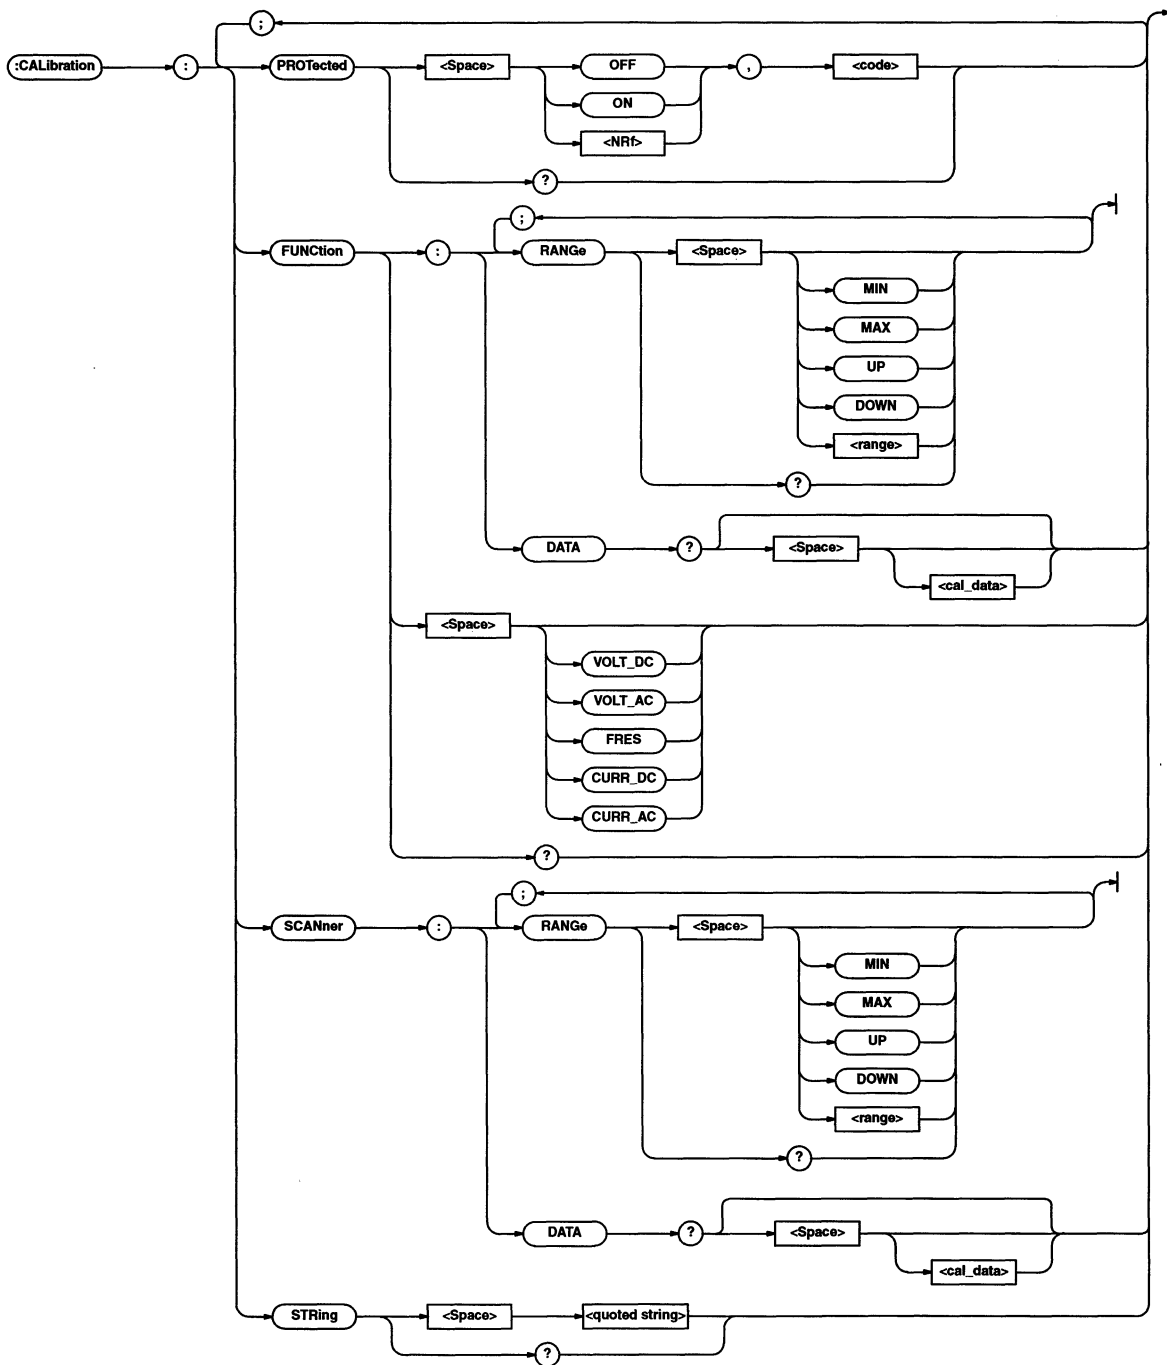 ;
:CALibration : PROTected <Space> OFF , <code>
ON
<NRf>
?
;
FUNCtion : RANGe <Space>
MIN
MAX
UP
DOWN
<range>
?
DATA ? <Space>
<cal_data>
<Space>
VOLT_DC
VOLT_AC
FRES
CURR_DC
CURR_AC
?
;
SCANner : RANGe <Space>
MIN
MAX
UP
DOWN
<range>
?
DATA ? <Space>
<cal_data>
STRing <Space> <quoted string>
?